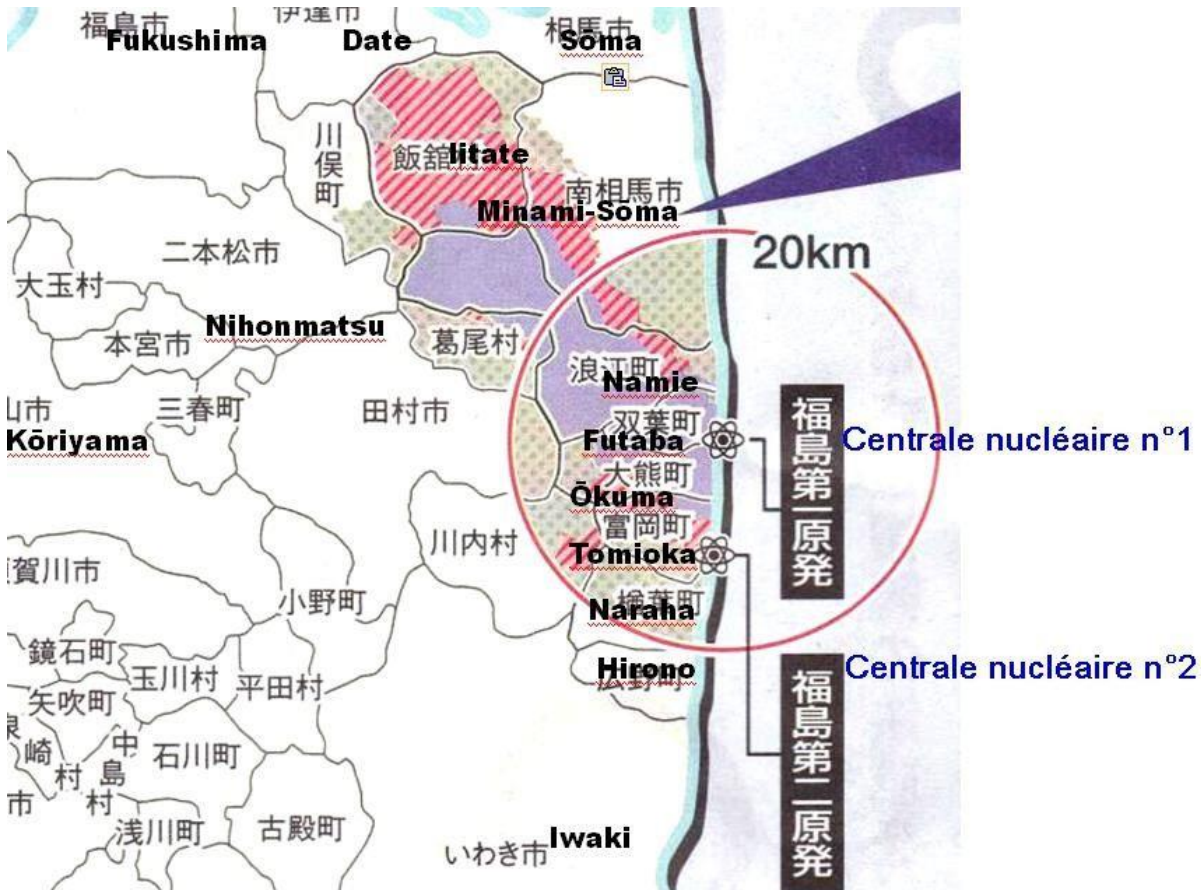 福島市
伊達市
相馬市
Fukushima
Date
Sōma
川俣町
飯舘
Iitate
南相馬市
Minami-Sōma
20km
二本松市
大玉村
Nihonmatsu
本宮市
葛尾村
浪江町
Namie
山市
三春町
田村市
双葉町
Kōriyama
Futaba
福島第一原発
Centrale nucléaire n°1
大熊町
Ōkuma
富岡町
川内村
Tomioka
賀川市
小野町
楢葉町
Naraha
鏡石町
玉川村
平田村
Hirono
広野町
福島第二原発
Centrale nucléaire n°2
矢吹町
泉崎村
中島村
石川町
市
浅川町
古殿町
いわき市
Iwaki